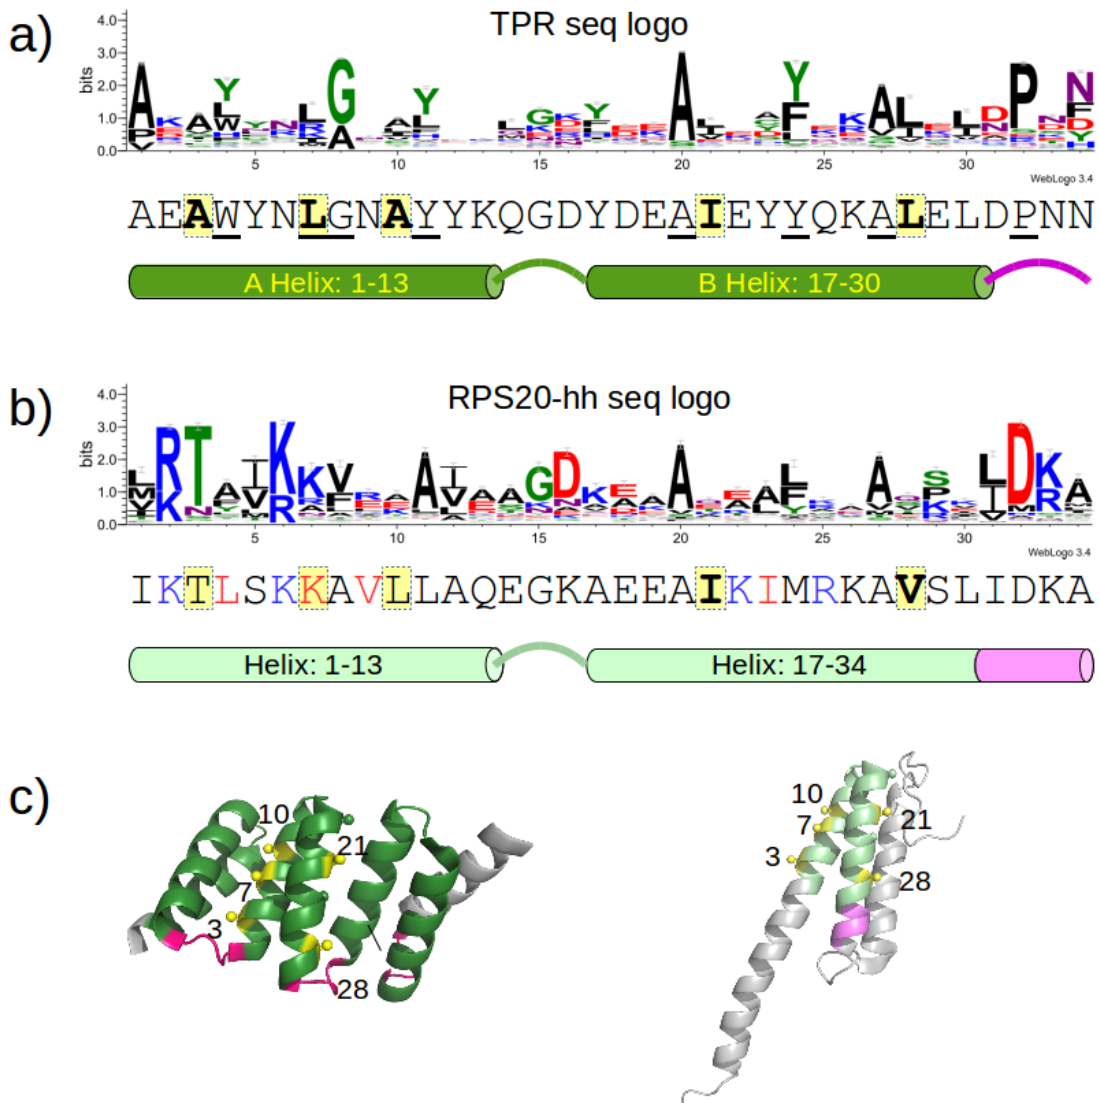 a)
TPR seq logo
bits
4.0
3.0
2.0
1.0
0.0
5 10 15 20 25 30
WebLogo 3.4
AEAWYNLGNAYYKQGDYDEAIEYYQKALELDPNN
A Helix: 1-13
B Helix: 17-30
b)
RPS20-hh seq logo
bits
4.0
3.0
2.0
1.0
0.0
5 10 15 20 25 30
WebLogo 3.4
IKTLSKKAVLLAQEGKAEEAIKIMRKAVSLIDKA
Helix: 1-13
Helix: 17-34
c)
10
21
7
3
28
10
7
21
3
28